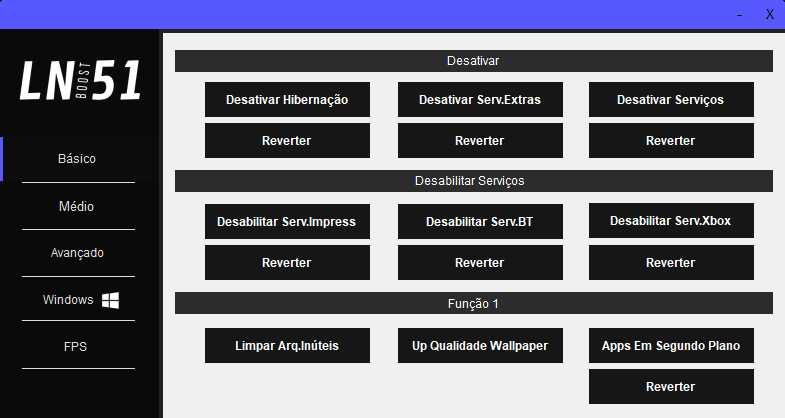 - X
LN BOOST 51
Básico
Médio
Avançado
Windows
FPS
Desativar
Desativar Hibernação Desativar Serv.Extras Desativar Serviços
Reverter Reverter Reverter
Desabilitar Serviços
Desabilitar Serv.Impress Desabilitar Serv.BT Desabilitar Serv.Xbox
Reverter Reverter Reverter
Função 1
Limpar Arq.Inúteis Up Qualidade Wallpaper Apps Em Segundo Plano
Reverter